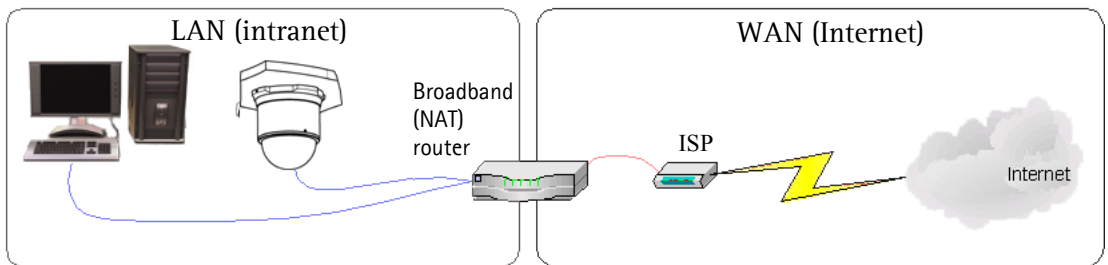 LAN (intranet)
WAN (Internet)
Broadband
(NAT)
router
ISP
Internet